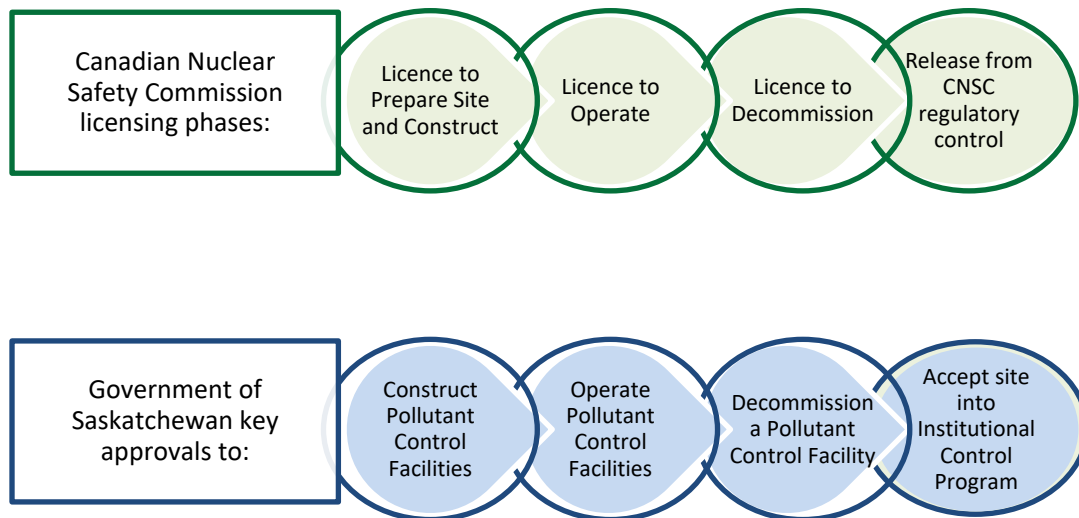 Canadian Nuclear
Safety Commission
licensing phases:
Licence to
Prepare Site
and Construct
Licence to
Operate
Licence to
Decommission
Release from
CNSC
regulatory
control
Government of
Saskatchewan key
approvals to:
Construct
Pollutant
Control
Facilities
Operate
Pollutant
Control
Facilities
Decommission
a Pollutant
Control Facility
Accept site
into
Institutional
Control
Program